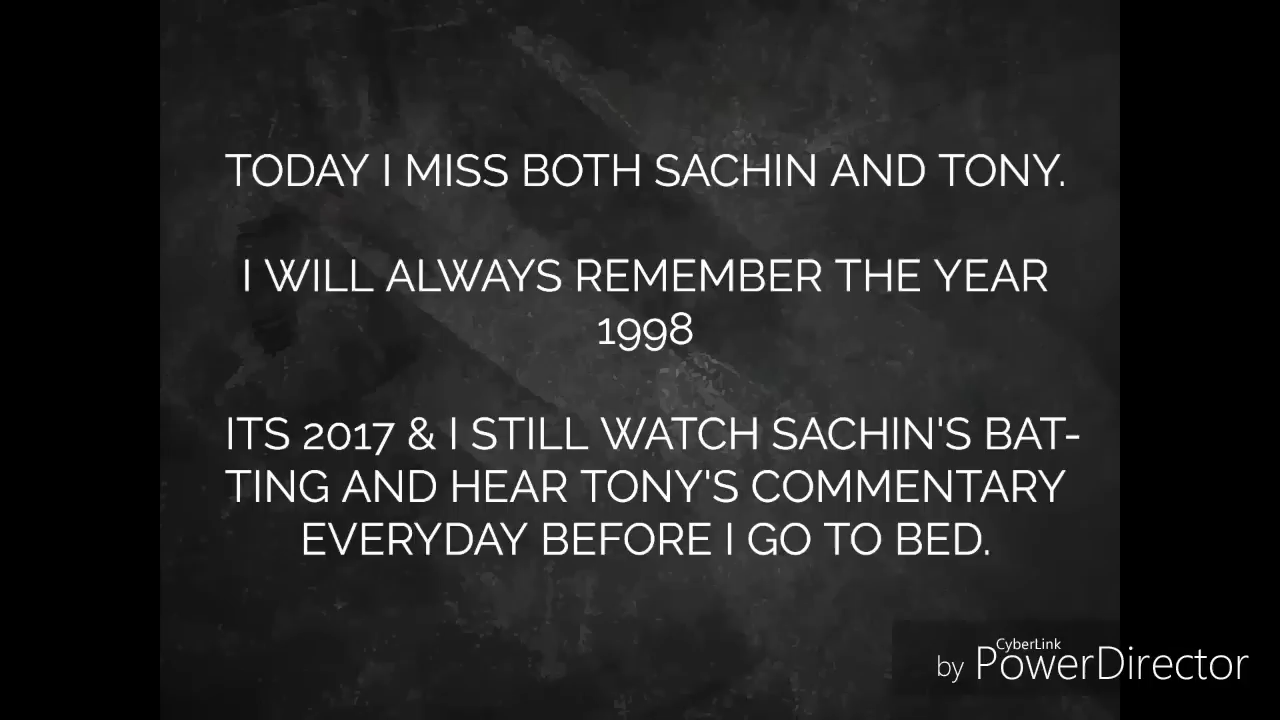 TODAY I MISS BOTH SACHIN AND TONY.
I WILL ALWAYS REMEMBER THE YEAR
1998
ITS 2017 & I STILL WATCH SACHIN'S BAT-
TING AND HEAR TONY'S COMMENTARY
EVERYDAY BEFORE I GO TO BED.
CyberLink
by PowerDirector